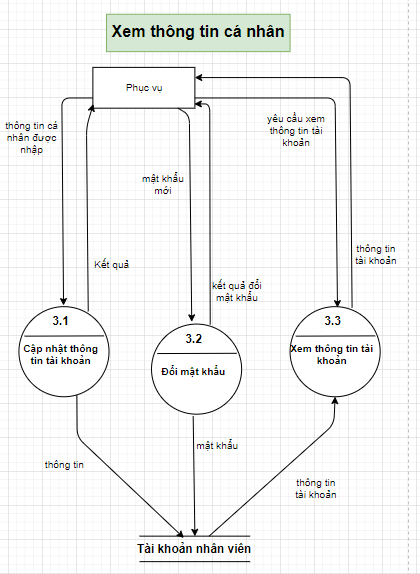 Xem thông tin cá nhân
Phục vụ
thông tin cá
nhân được
nhập
mật khẩu
mới
yêu cầu xem
thông tin tài
khoản
Kết quả
kết quả đổi
mật khẩu
thông tin
tài khoản
3.1
Cập nhật thông
tin tài khoản
3.2
Đổi mật khẩu
3.3
Xem thông tin tài
khoản
thông tin
mật khẩu
thông tin
tài khoản
Tài khoản nhân viên